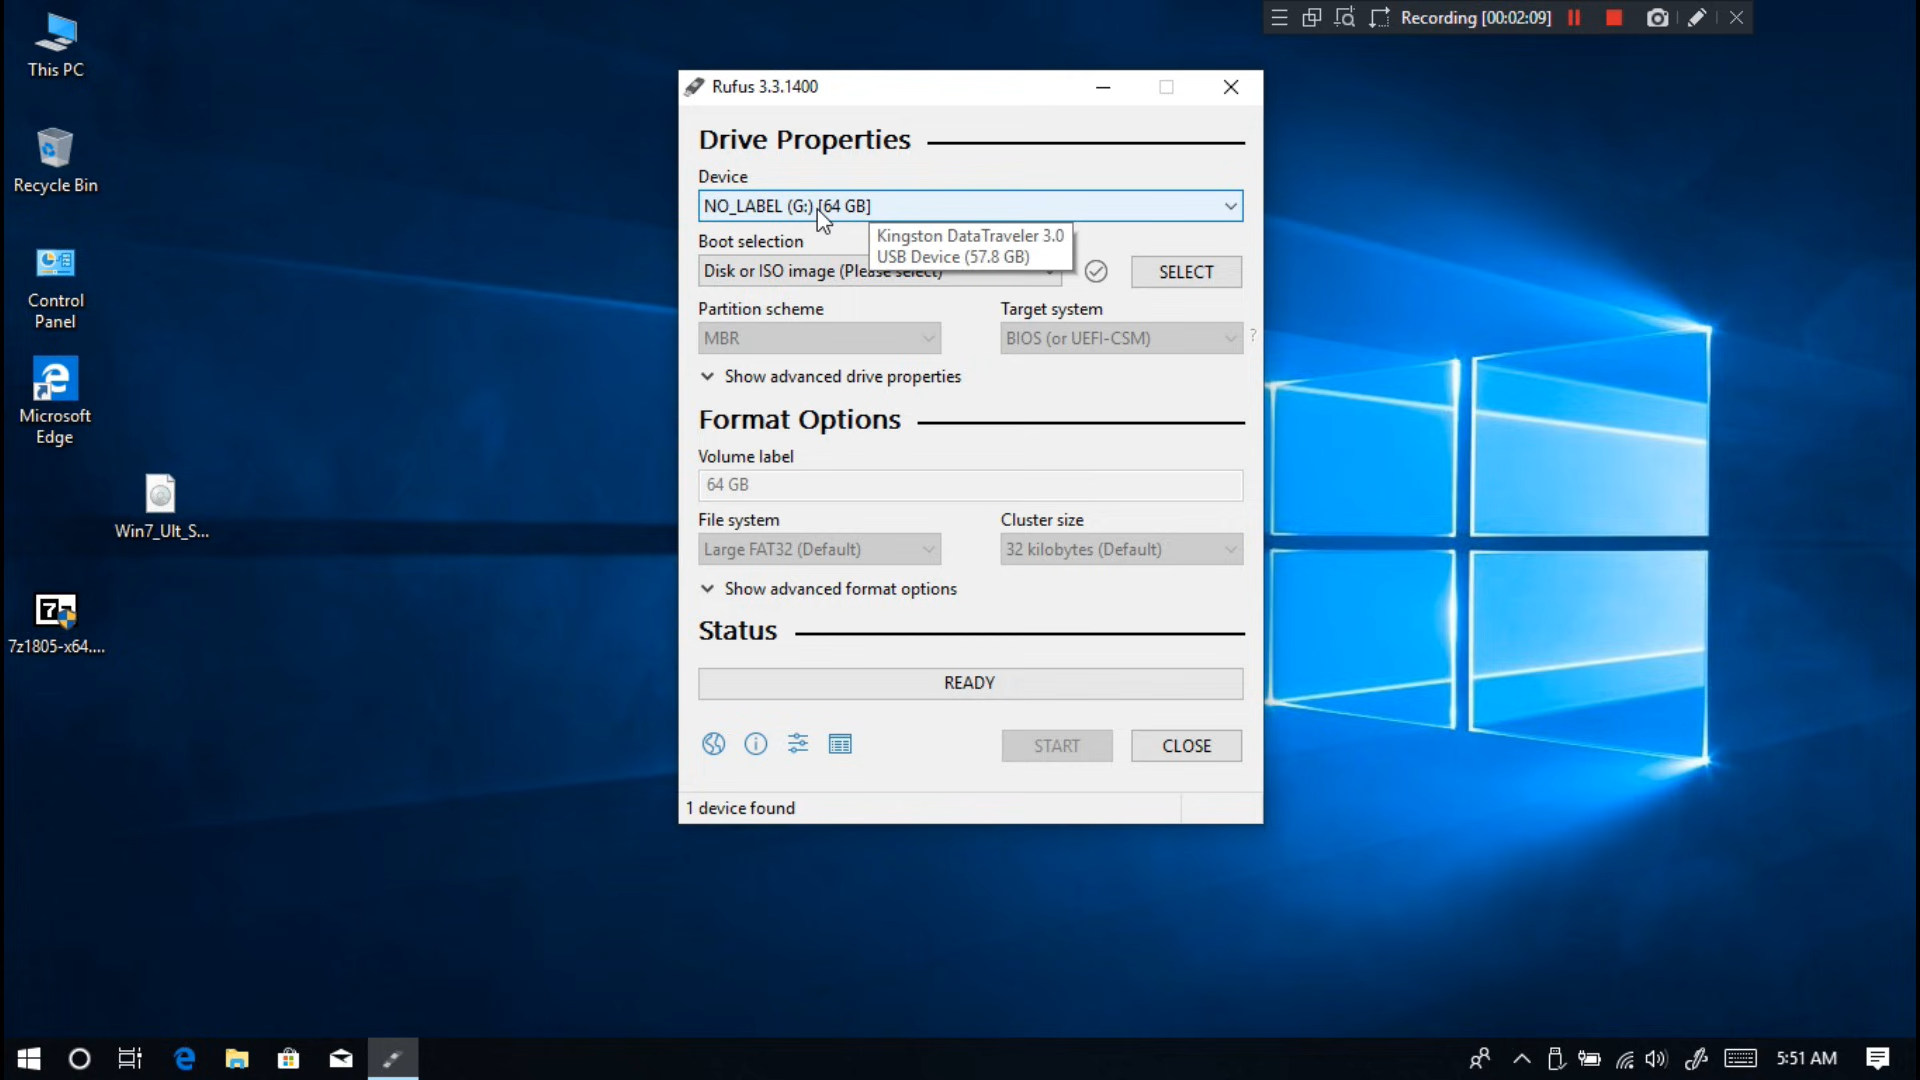 Recording [00:02:09]
This PC
Recycle Bin
Control
Panel
Microsoft
Edge
Win7_Ult_S...
7z1805-x64....
Rufus 3.3.1400
Drive Properties
Device
NO_LABEL (G:) [64 GB]
Kingston DataTraveler 3.0
USB Device (57.8 GB)
Boot selection
Disk or ISO image (Please select)
SELECT
Partition scheme
Target system
MBR
BIOS (or UEFI-CSM)
?
Show advanced drive properties
Format Options
Volume label
64 GB
File system
Cluster size
Large FAT32 (Default)
32 kilobytes (Default)
Show advanced format options
Status
READY
START
CLOSE
1 device found
5:51 AM